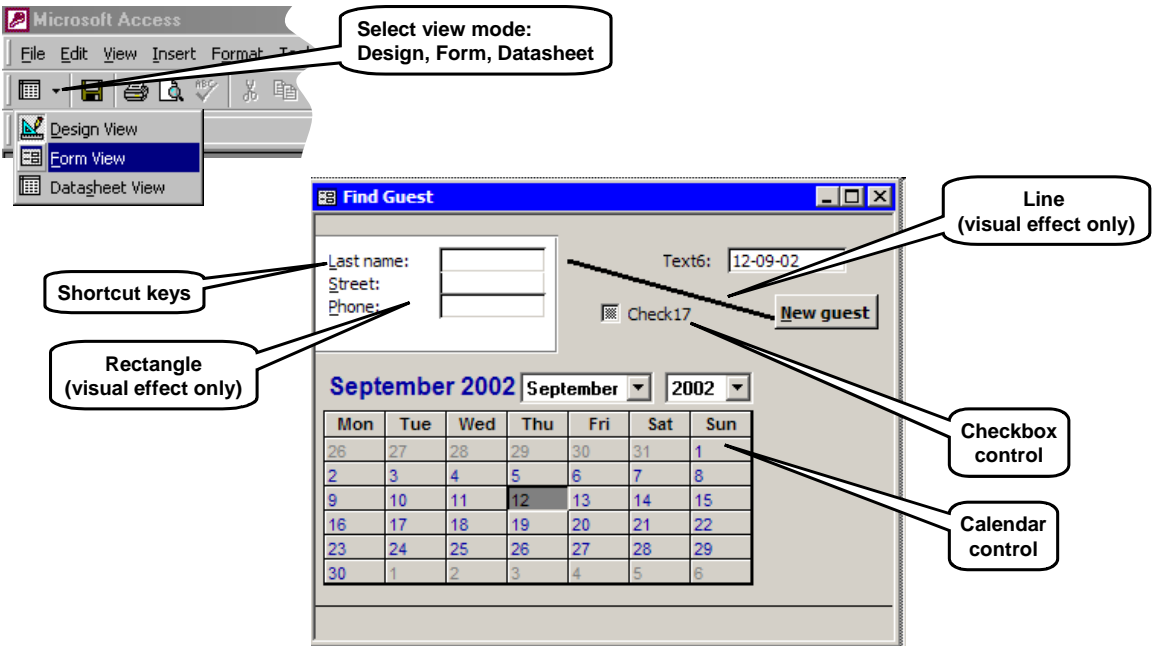 Microsoft Access
File Edit View Insert Format
Select view mode:
Design, Form, Datasheet
ABC
Design View
Form View
Datasheet View
Find Guest
Line
(visual effect only)
Last name:
Street:
Phone:
Text6: 12-09-02
Shortcut keys
Check17
New guest
Rectangle
(visual effect only)
September 2002 September 2002
Mon Tue Wed Thu Fri Sat Sun
26 27 28 29 30 31 1
2 3 4 5 6 7 8
9 10 11 12 13 14 15
16 17 18 19 20 21 22
23 24 25 26 27 28 29
30 1 2 3 4 5 6
Checkbox
control
Calendar
control